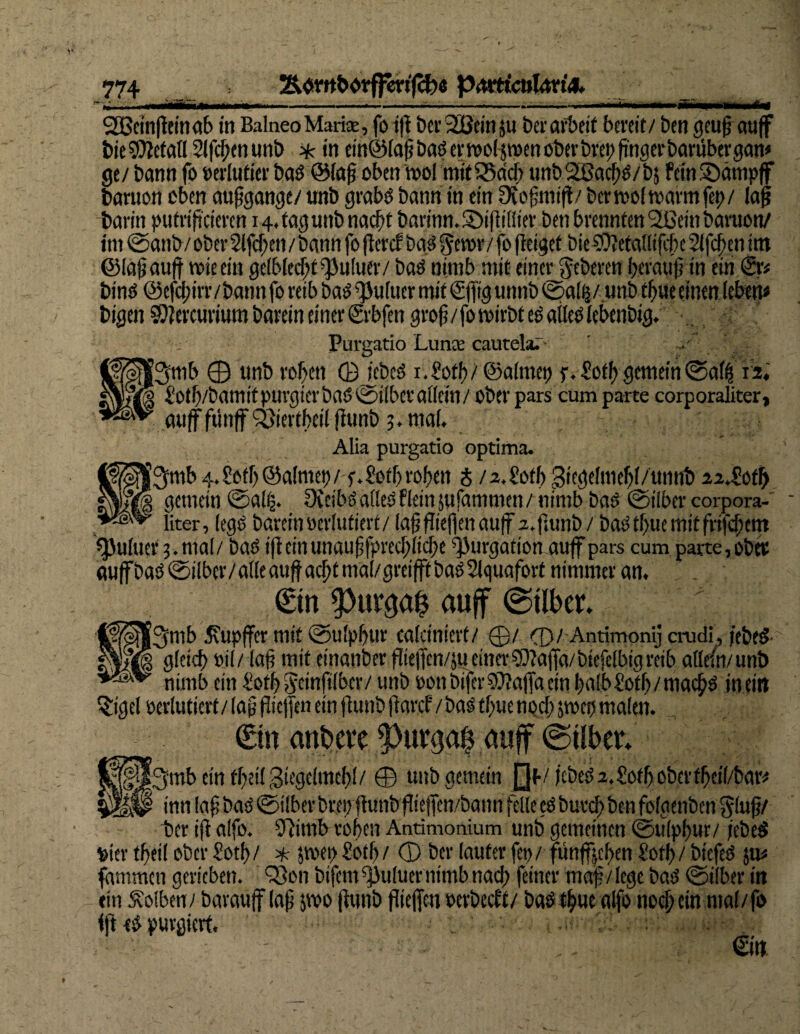 774 Körndörfferische Particularia.
Weinstein ab in Balneo Mariæ, so ist der Wein zu der arbeit bereit/ den geuß auff
die Metall Aschen und ✶ in ein Glaß das er wol zwen oder drey finger darüber gan-
ge/ dann so verlutier das Glaß oben wol mit Bäch und Wachs/ dz kein Dämpff
daruon oben außgange/ und grabs dann in ein Roßmist/ der wol warm sey/ laß
darin putrificieren 14. tag und nacht darinn. Distillier den brennten Wein daruon/
im Sand/ oder Aschen/ dann so sterck das Fewr/ so steiget die Metallische Aschen im
Glaß auff wie ein gelblecht Puluer/ das nimb mit einer Federen herauß in ein Er-
dins Geschirr/ dann so reib das Puluer mit Essig unnd Saltz/ und thue einen leben-
digen Mercurium darein einer Erbsen groß/ so wirdt es alles lebendig.
Purgatio Lunæ cautela.
Nimb 🜨 und rohen ⦶ jedes 1. Loth/ Galmey 5. Loth gemein Saltz 12.
Loth/ damit purgier das Silber allein/ oder pars cum parte corporaliter,
auff fünff Viertheil stund 3. mal.
Alia purgatio optima.
Nimb 4. Loth Galmey/ 5. Loth rohen ♁ / 2. Loth Ziegelmehl/ unnd 22. Loth
gemein Saltz. Reibs alles klein zusammen/ nimb das Silber corpora-
liter, legs darein verlutiert/ laß fliessen auff 2. stund/ das thue mit frischem
Puluer 3. mal/ das ist ein unaußsprechliche Purgation auff pars cum parte, oder
auff das Silber/ alle auff acht mal/ greifft das Aquafort nimmer an.
Ein Purgatz auff Silber.
Nimb Kupffer mit Sulphur calciniert/ 🜨/ ⦶/ Antimonij crudi, jedes
gleich vil/ laß mit einander fliessen/ zu einer Massa/ dieselbig reib allein/ und
nimb ein Loth Feinsilber/ und von diser Massa ein halb Loth/ machs in ein
Tigel verlutiert/ laß fliessen ein stund starck/ das thue noch zwey malen.
Ein andere Purgatz auff Silber.
Nimb ein theil Ziegelmehl/ 🜨 und gemein 🞎/ jedes 2. Loth oder theil/ dar-
inn laß das Silber drey stund fliessen/ dann felle es durch den folgenden Fluß/
der ist also. Nimb rohen Antimonium und gemeinen Sulphur/ jedes
vier theil oder Loth/ ✶ zwey Loth/ ⦶ der lauter sey/ fünffzehen Loth/ dieses zu-
sammen gerieben. Von disem Puluer nimb nach seiner maß/ lege das Silber in
ein Kolben/ darauff laß zwo stund fliessen verdeckt/ das thue also noch ein mal/ so
ist es purgiert.
Ein